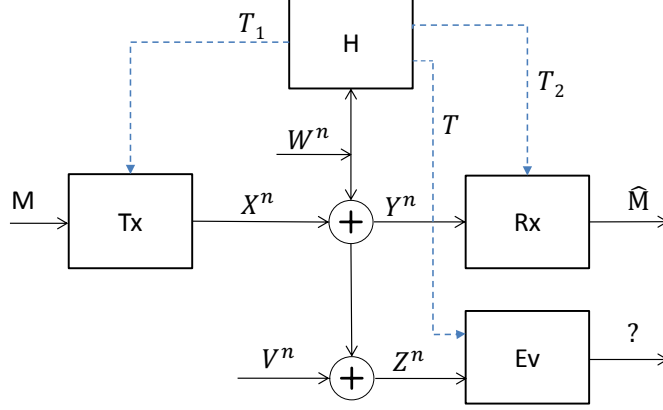 T₁
H
T₂
T
Wⁿ
M
Tx
Xⁿ
+
Yⁿ
Rx
M̂
Vⁿ
+
Zⁿ
Ev
?